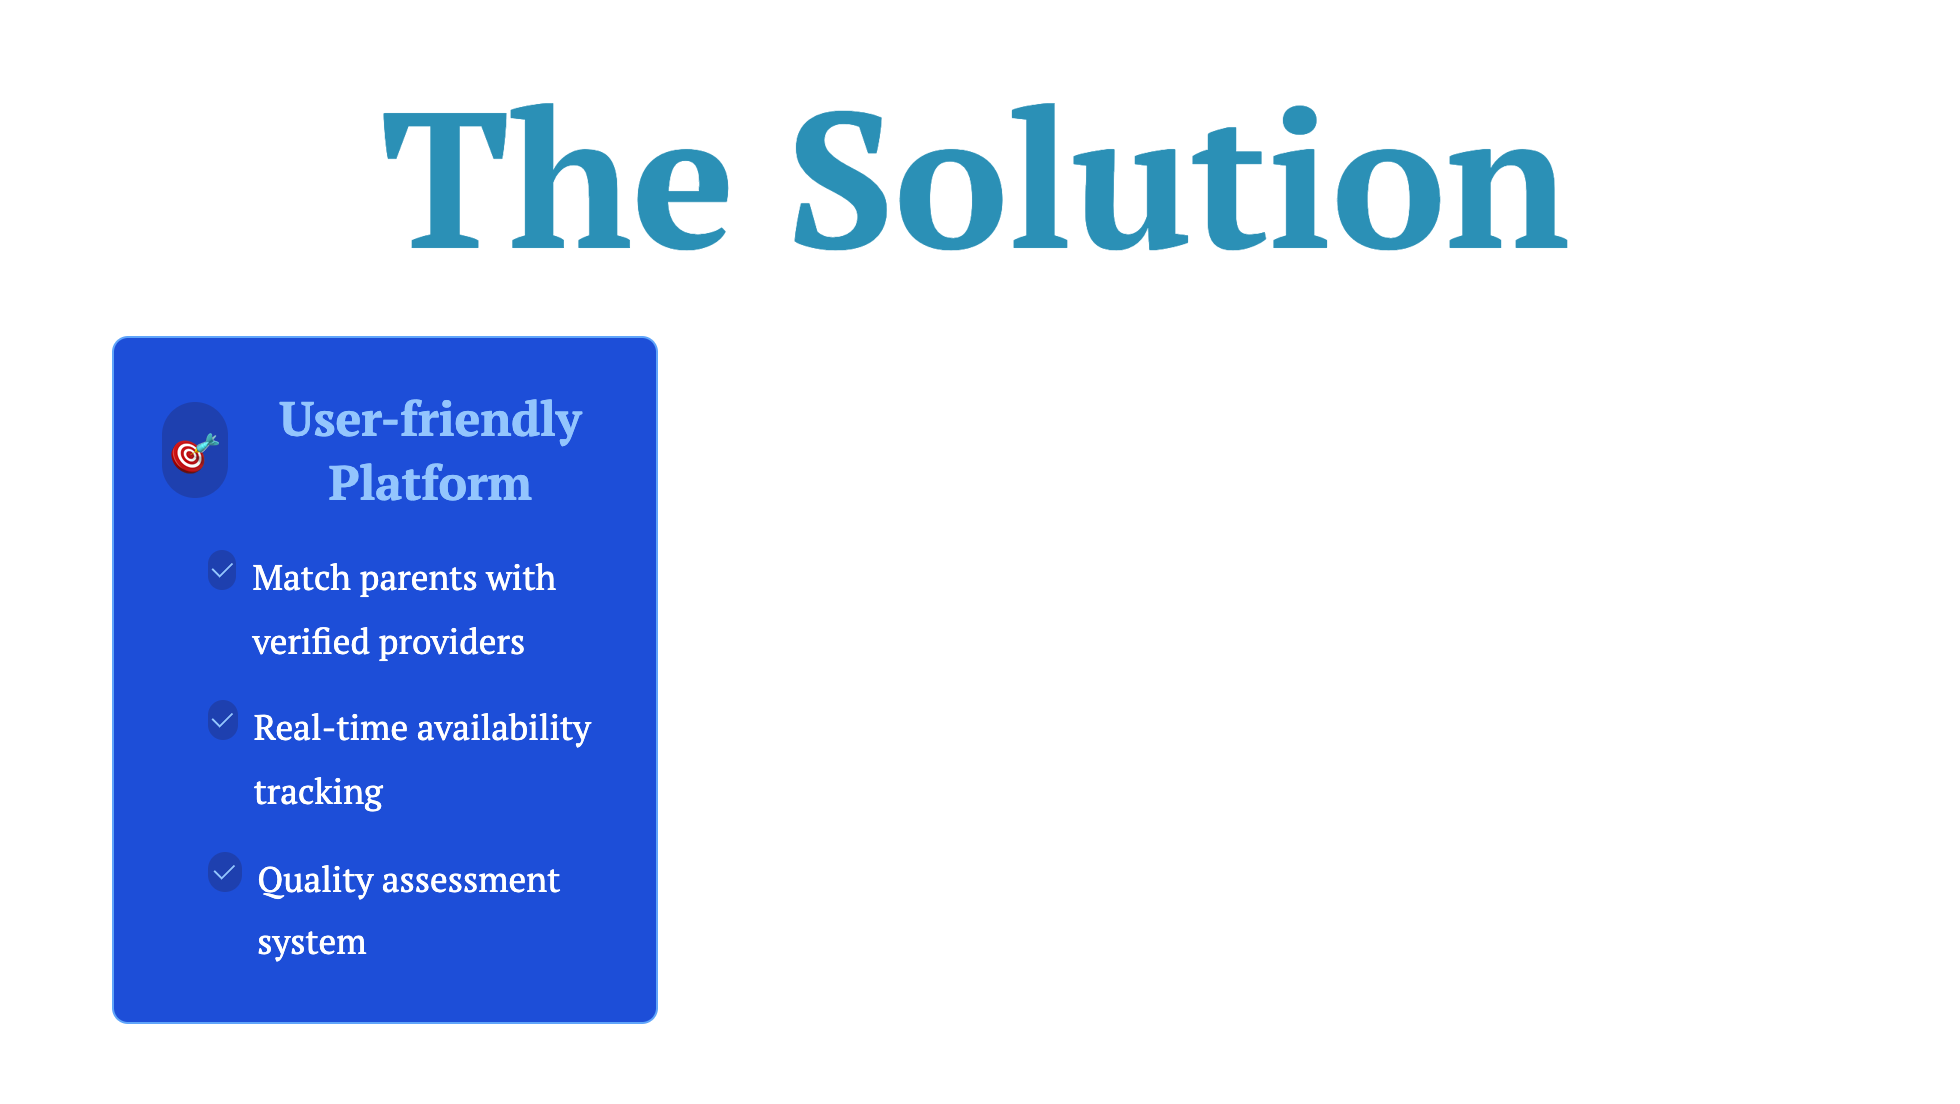 The Solution
User-friendly
Platform
Match parents with
verified providers
Real-time availability
tracking
Quality assessment
system